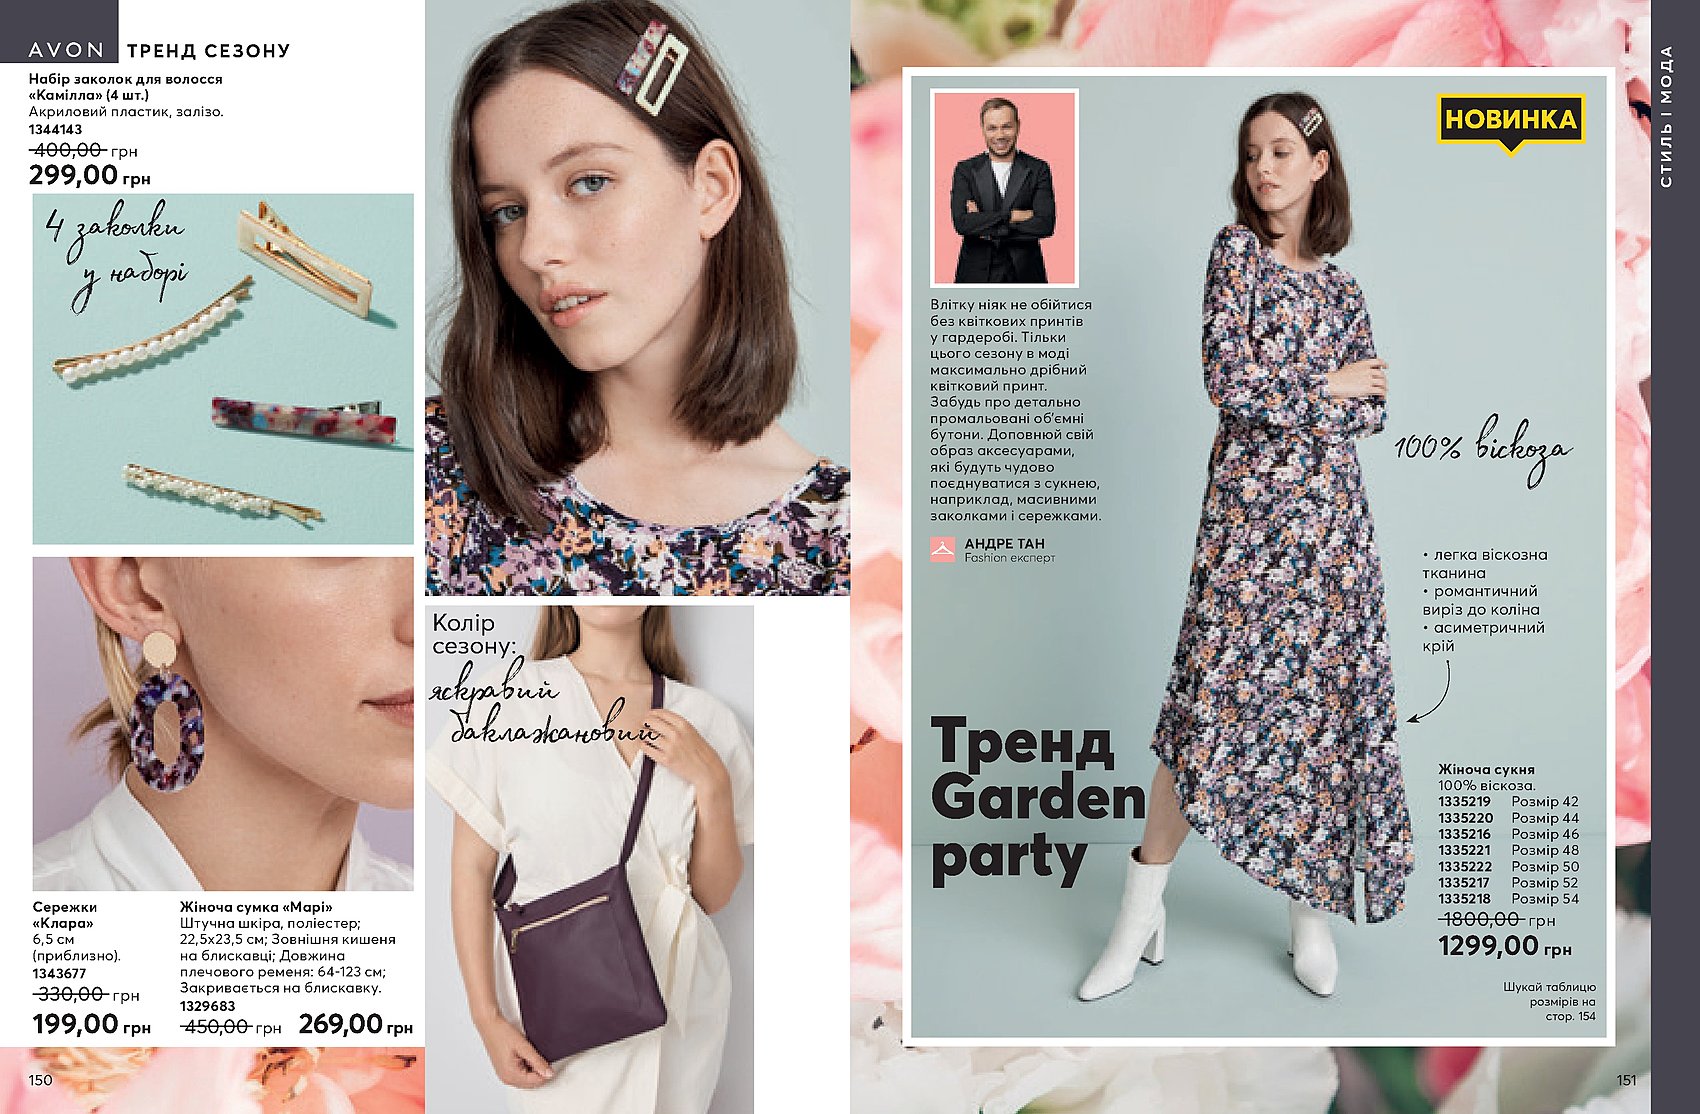 AVON ТРЕНД СЕЗОНУ
Набір заколок для волосся
«Камілла» (4 шт.)
Акриловий пластик, залізо.
1344143
400,00 грн
299,00 грн
4 заколки
у наборі
Сережки
«Клара»
6,5 см
(приблизно).
1343677
330,00 грн
199,00 грн
Жіноча сумка «Марі»
Штучна шкіра, поліестер;
22,5х23,5 см; Зовнішня кишеня
на блискавці; Довжина
плечового ременя: 64-123 см;
Закривається на блискавку.
1329683
450,00 грн 269,00 грн
150
Колір
сезону:
яскравий
баклажановий
НОВИНКА
СТИЛЬ І МОДА
Влітку ніяк не обійтися
без квіткових принтів
у гардеробі. Тільки
цього сезону в моді
максимально дрібний
квітковий принт.
Забудь про детально
промальовані об'ємні
бутони. Доповнюй свій
образ аксесуарами,
які будуть чудово
поєднуватися з сукнею,
наприклад, масивними
заколками і сережками.
АНДРЕ ТАН
Fashion експерт
100% віскоза
• легка віскозна
тканина
• романтичний
виріз до коліна
• асиметричний
крій
Тренд
Garden
party
Жіноча сукня
100% віскоза.
1335219 Розмір 42
1335220 Розмір 44
1335216 Розмір 46
1335221 Розмір 48
1335222 Розмір 50
1335217 Розмір 52
1335218 Розмір 54
1800,00 грн
1299,00 грн
Шукай таблицю
розмірів на
стор. 154
151